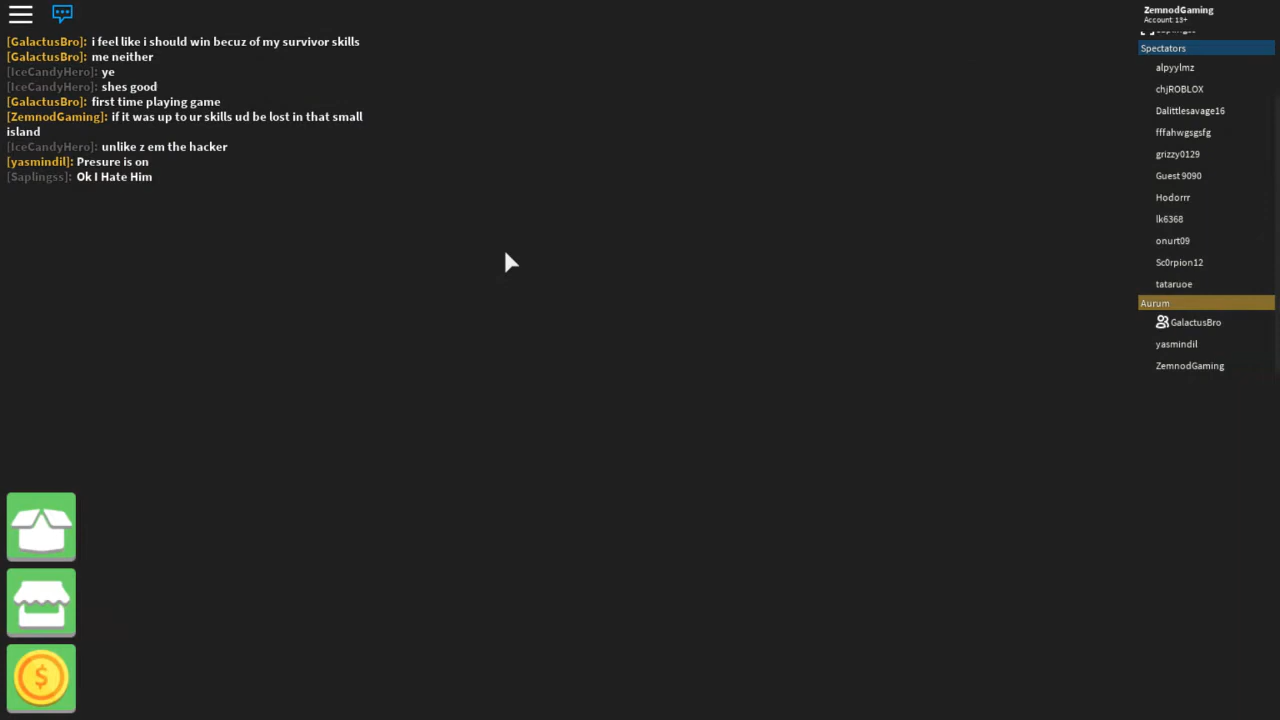 ZemnodGaming
Account: 13+
[GalactusBro]: i feel like i should win becuz of my survivor skills
[GalactusBro]: me neither
[IceCandyHero]: ye
[IceCandyHero]: shes good
[GalactusBro]: first time playing game
[ZemnodGaming]: if it was up to ur skills ud be lost in that small
island
[IceCandyHero]: unlike z em the hacker
[yasmindil]: Presure is on
[Saplingss]: Ok I Hate Him
Spectators
alpyylmz
chjROBLOX
Dalittlesavage16
fffahwgsgsfg
grizzy0129
Guest 9090
Hodorrr
lk6368
onurt09
Sc0rpion12
tataruoe
Aurum
GalactusBro
yasmindil
ZemnodGaming
$